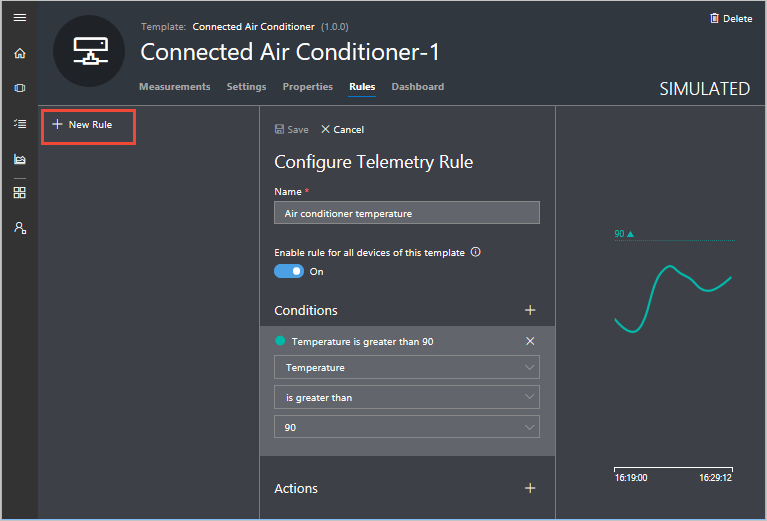 Template: Connected Air Conditioner (1.0.0)
Delete
Connected Air Conditioner-1
Measurements Settings Properties Rules Dashboard
SIMULATED
New Rule
Save Cancel
Configure Telemetry Rule
Name *
Air conditioner temperature
Enable rule for all devices of this template
On
Conditions
Temperature is greater than 90
Temperature
is greater than
90
Actions
90
16:19:00 16:29:12